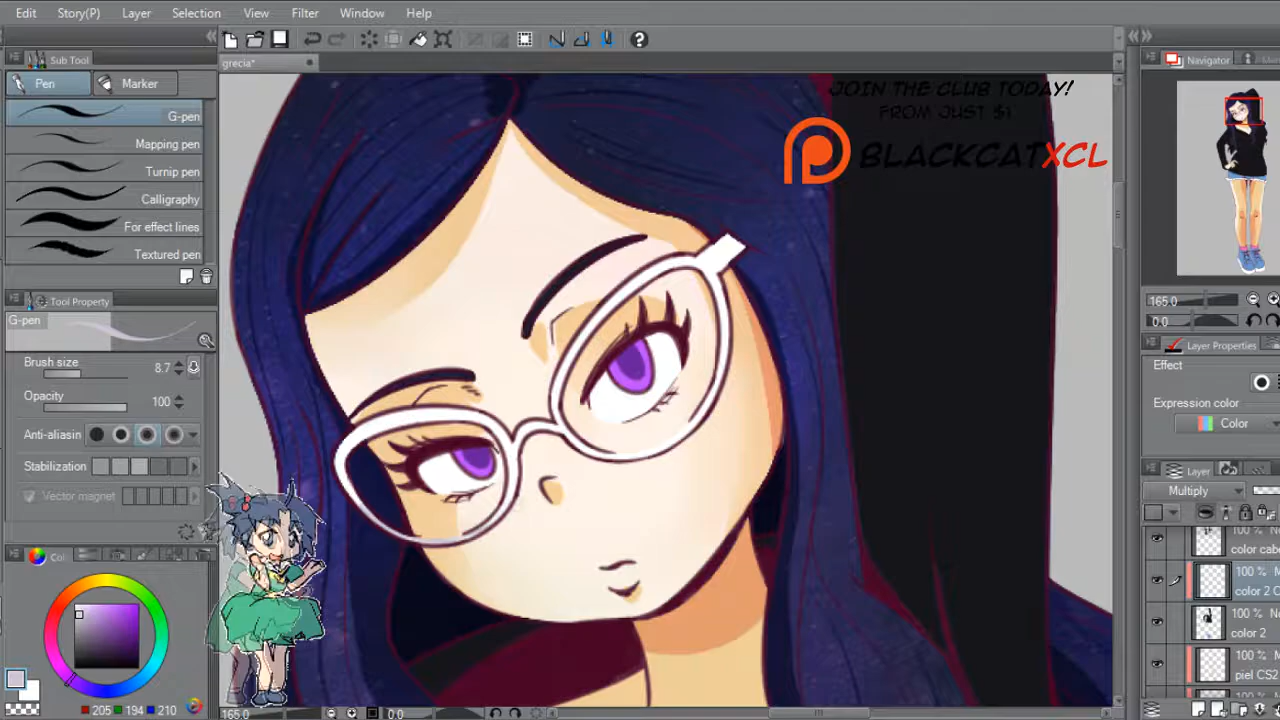 Edit Story(P) Layer Selection View Filter Window Help
Sub Tool
grecia*
Navigator
Pen Marker
G-pen
Mapping pen
Turnip pen
Calligraphy
For effect lines
Textured pen
JOIN THE CLUB TODAY!
FROM JUST $1
BLACKCATXCL
Tool Property
G-pen
Brush size 8.7
Opacity 100
Anti-aliasin
Stabilization
Vector magnet
165.0
0.0
Layer Properties
Effect
Expression color
Color
Layer
Multiply
color cabe
100 %
color 2 C
100 %
color 2
100 %
piel CS2
100 %
Col
205 194 210
165.0 0.0